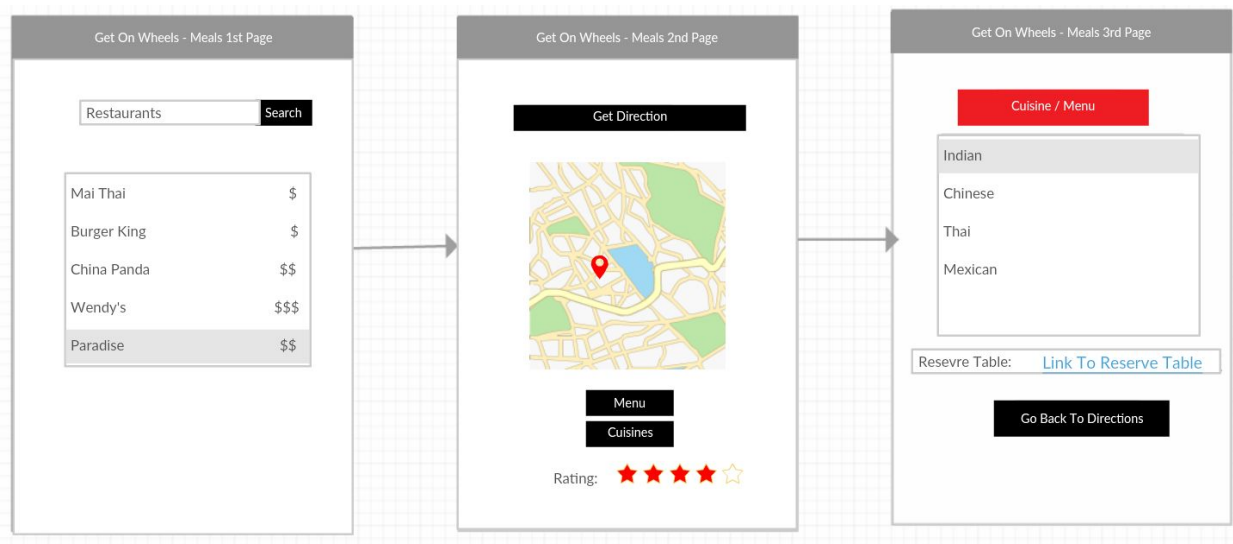 Get On Wheels - Meals 1st Page
Restaurants Search
Mai Thai $
Burger King $
China Panda $$
Wendy's $$$
Paradise $$
Get On Wheels - Meals 2nd Page
Get Direction
Menu
Cuisines
Rating:
Get On Wheels - Meals 3rd Page
Cuisine / Menu
Indian
Chinese
Thai
Mexican
Resevre Table: Link To Reserve Table
Go Back To Directions